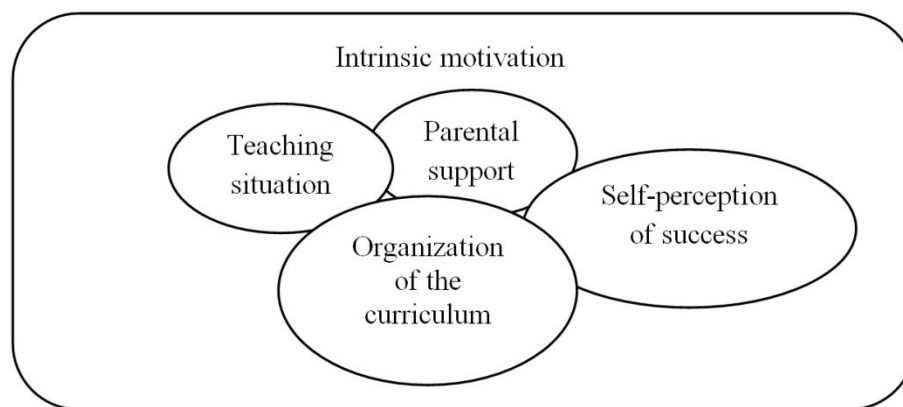 Intrinsic motivation
Teaching
situation
Parental
support
Self-perception
of success
Organization
of the
curriculum